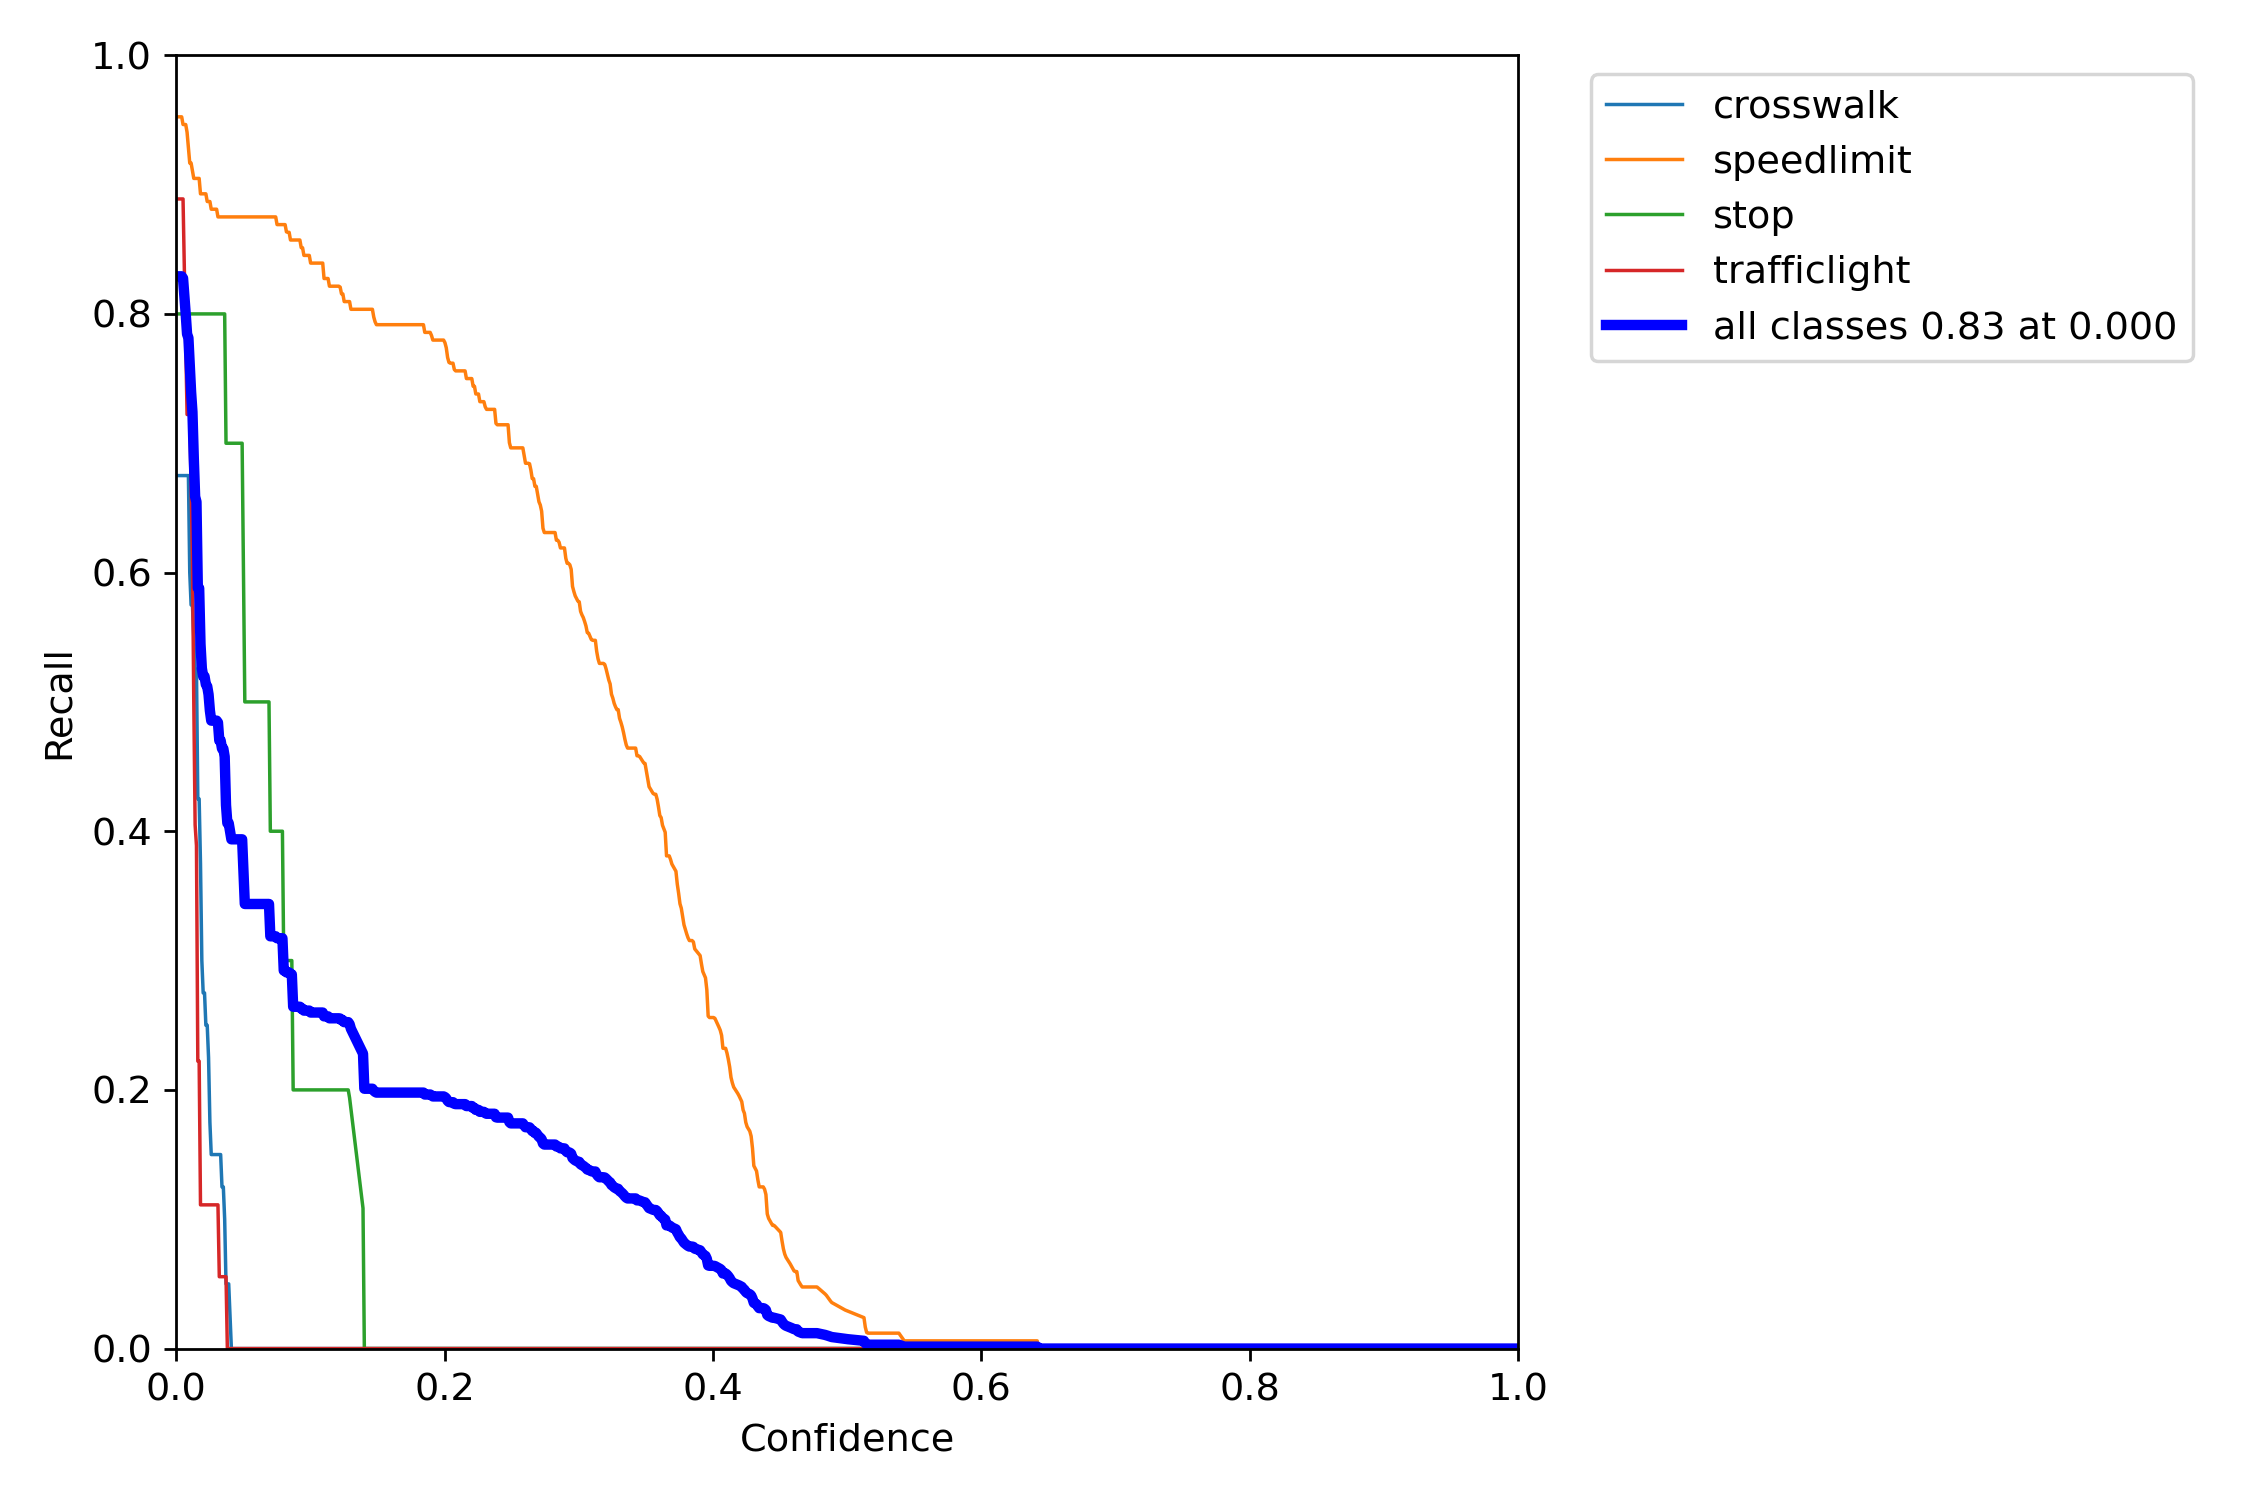 1.0
0.8
0.6
0.4
0.2
0.0
Recall
0.0 0.2 0.4 0.6 0.8 1.0
Confidence
crosswalk
speedlimit
stop
trafficlight
all classes 0.83 at 0.000